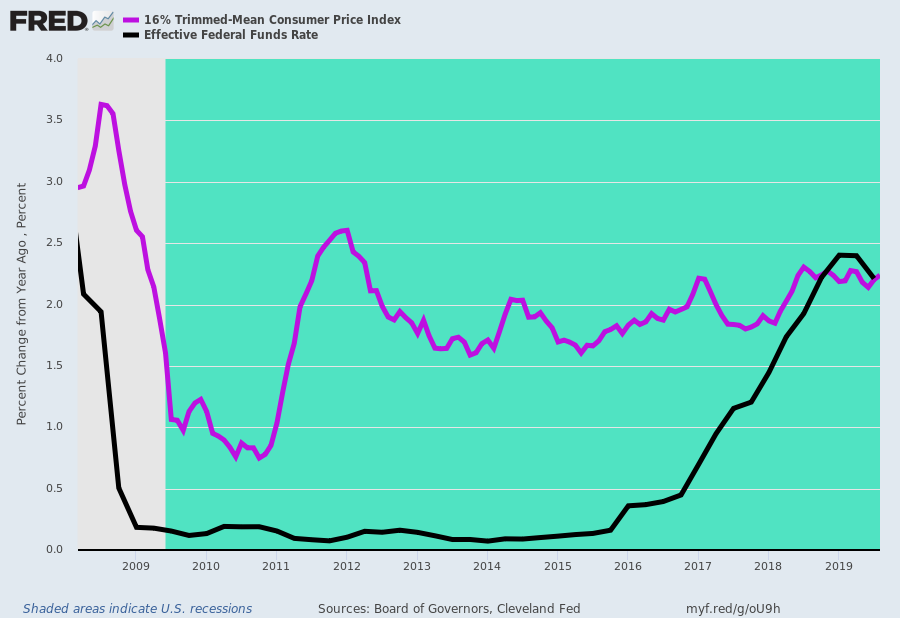 FRED
16% Trimmed-Mean Consumer Price Index
Effective Federal Funds Rate
Percent Change from Year Ago , Percent
4.0
3.5
3.0
2.5
2.0
1.5
1.0
0.5
0.0
2009 2010 2011 2012 2013 2014 2015 2016 2017 2018 2019
Shaded areas indicate U.S. recessions Sources: Board of Governors, Cleveland Fed myf.red/g/oU9h